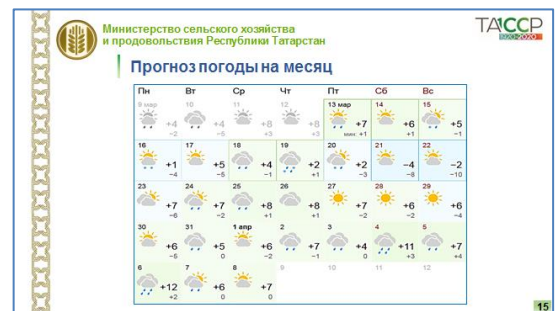 Министерство сельского хозяйства
и продовольствия Республики Татарстан
ТАССР
1920-2020
Прогноз погоды на месяц
Пн Вт Ср Чт Пт Сб Вс
9 мар 10 11 12 13 мар 14 15
+4 +4 +8 +8 +7 +6 +5
−2 +3 +3 мин: +1 +1 −1
16 17 18 19 20 21 22
+1 +5 +4 +2 +2 −4 −2
−4 −5 −1 +1 −3 −8 −10
23 24 25 26 27 28 29
+7 +7 +8 +8 +7 +6 +6
−6 −2 +1 +1 −2 −2 −4
30 31 1 апр 2 3 4 5
+6 +5 +6 +7 +4 +11 +7
−5 0 −2 −1 0 +3 +4
6 7 8 9 10 11 12
+12 +6 +7
+2 0 0
15